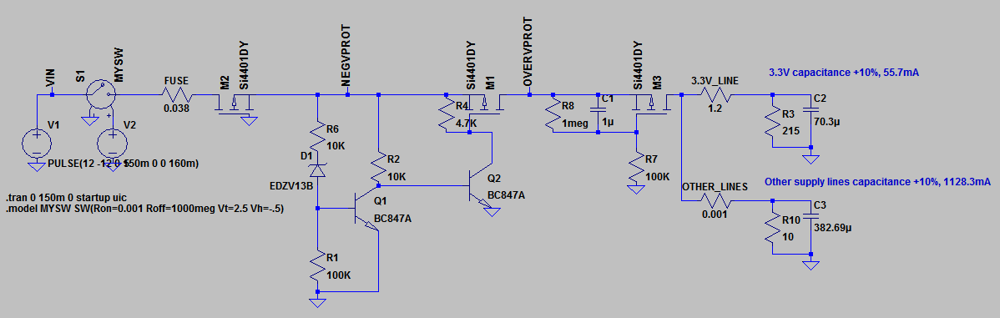 VIN
S1
MYSW
FUSE
0.038
M2
Si4401DY
NEGVPROT
Si4401DY
M1
OVERVPROT
Si4401DY
M3
3.3V_LINE
1.2
3.3V capacitance +10%, 55.7mA
V1
V2
R6
10K
D1
EDZV13B
R2
10K
R4
4.7K
R8
1meg
C1
1µ
R7
100K
R3
215
C2
70.3µ
PULSE(12 -12 0 0 150m 0 0 160m)
5
Q1
BC847A
Q2
BC847A
OTHER_LINES
0.001
Other supply lines capacitance +10%, 1128.3mA
R10
10
C3
382.69µ
.tran 0 150m 0 startup uic
.model MYSW SW(Ron=0.001 Roff=1000meg Vt=2.5 Vh=-.5)
R1
100K